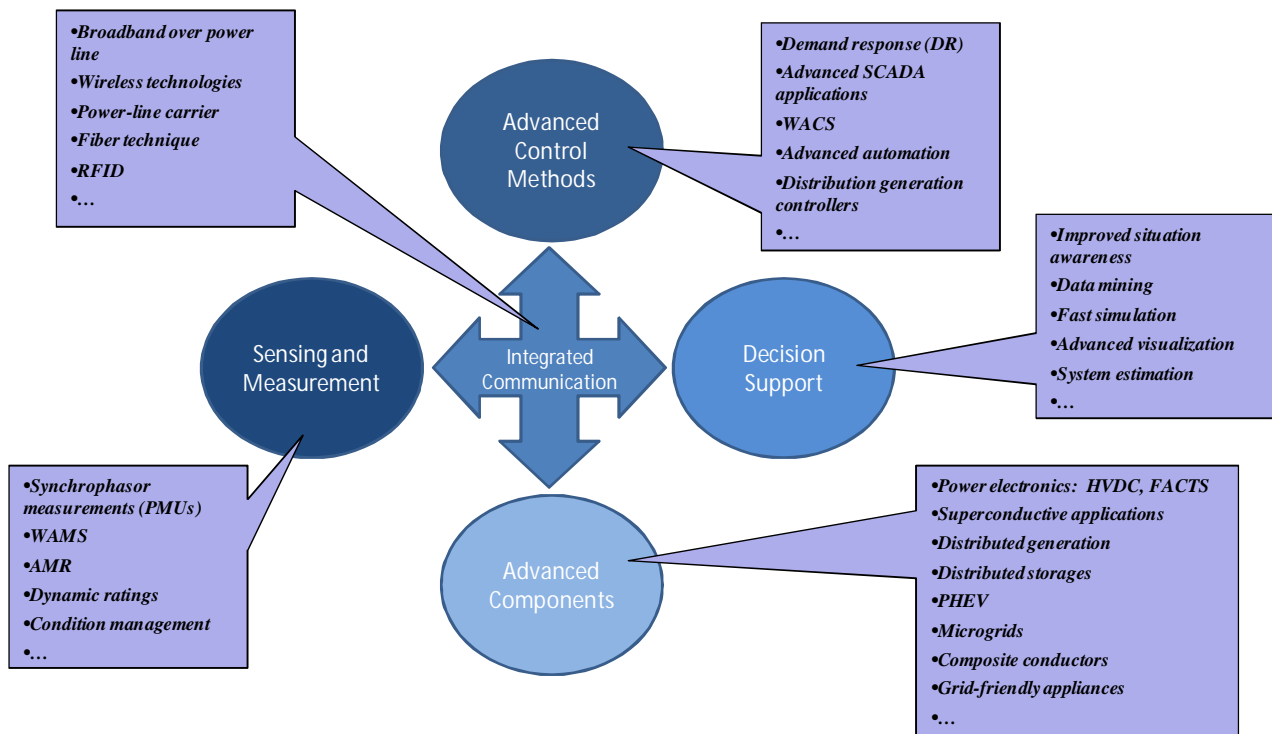 •Broadband over power
line
•Wireless technologies
•Power-line carrier
•Fiber technique
•RFID
•…
Advanced
Control
Methods
•Demand response (DR)
•Advanced SCADA
applications
•WACS
•Advanced automation
•Distribution generation
controllers
•…
Sensing and
Measurement
Integrated
Communication
Decision
Support
•Improved situation
awareness
•Data mining
•Fast simulation
•Advanced visualization
•System estimation
•…
•Synchrophasor
measurements (PMUs)
•WAMS
•AMR
•Dynamic ratings
•Condition management
•…
Advanced
Components
•Power electronics:  HVDC, FACTS
•Superconductive applications
•Distributed generation
•Distributed storages
•PHEV
•Microgrids
•Composite conductors
•Grid-friendly appliances
•…